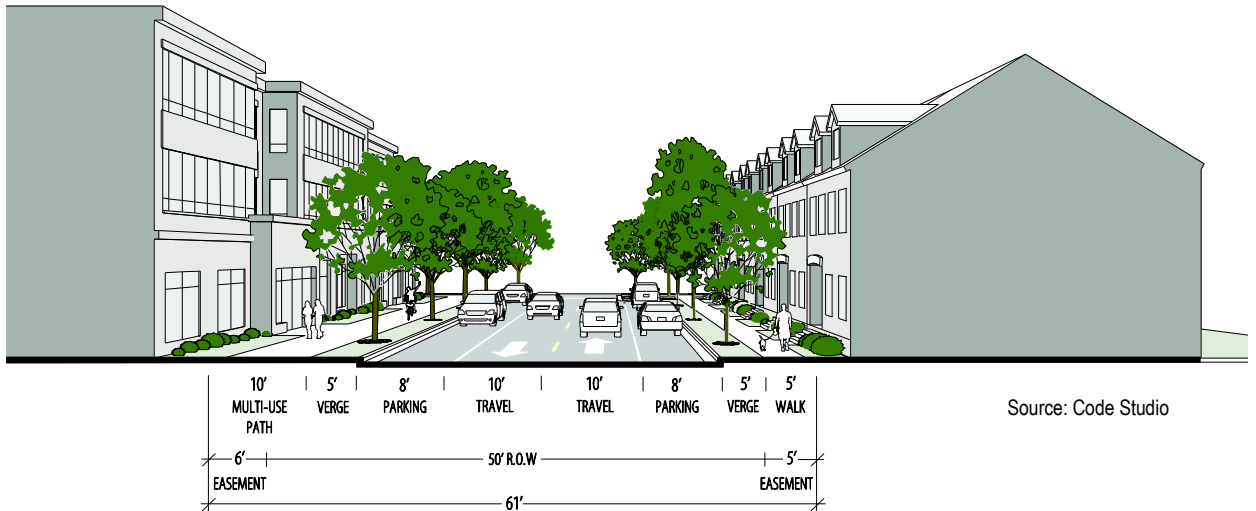 10' 5' 8' 10' 10' 8' 5' 5'
MULTI-USE VERGE PARKING TRAVEL TRAVEL PARKING VERGE WALK
PATH
Source: Code Studio
6' 50' R.O.W 5'
EASEMENT EASEMENT
61'